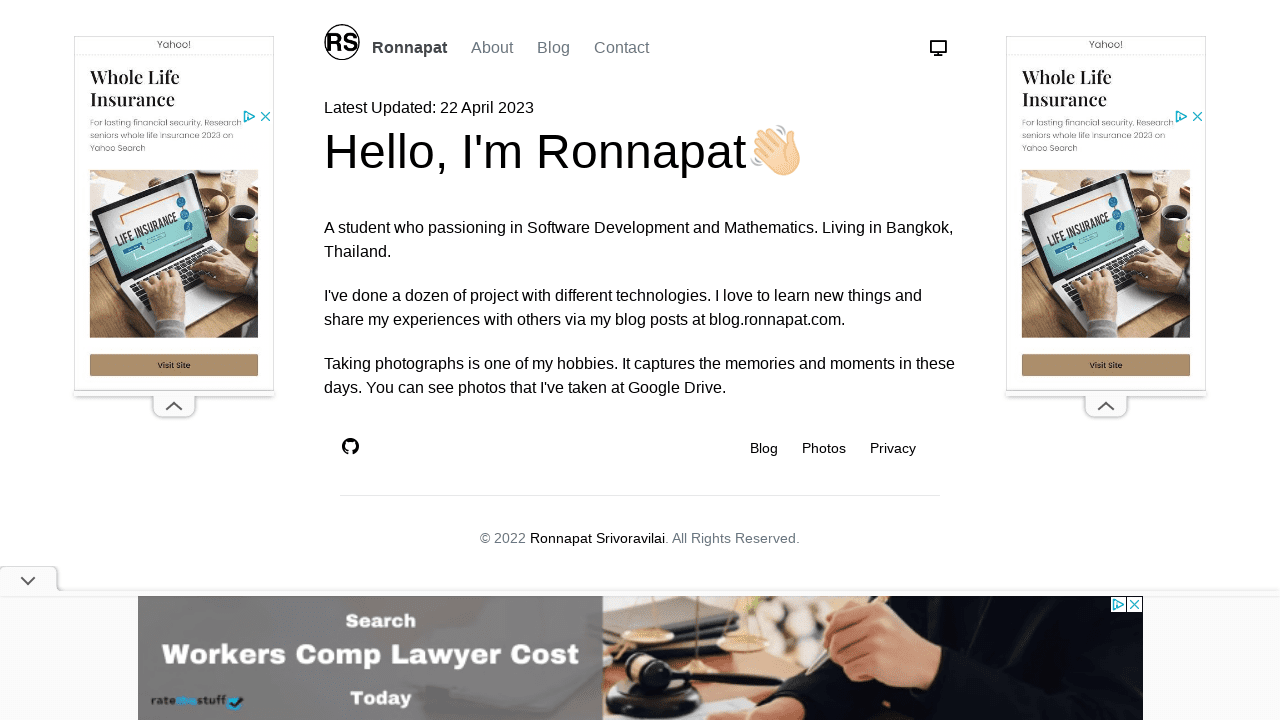 RS Ronnapat About Blog Contact
Yahoo!
Whole Life
Insurance
For lasting financial security. Research
seniors whole life insurance 2023 on
Yahoo Search
LIFE INSURANCE
Visit Site
Latest Updated: 22 April 2023
Hello, I'm Ronnapat👋🏻
A student who passioning in Software Development and Mathematics. Living in Bangkok,
Thailand.
I've done a dozen of project with different technologies. I love to learn new things and
share my experiences with others via my blog posts at blog.ronnapat.com.
Taking photographs is one of my hobbies. It captures the memories and moments in these
days. You can see photos that I've taken at Google Drive.
Blog Photos Privacy
© 2022 Ronnapat Srivoravilai. All Rights Reserved.
Yahoo!
Whole Life
Insurance
For lasting financial security. Research
seniors whole life insurance 2023 on
Yahoo Search
LIFE INSURANCE
Visit Site
Search
Workers Comp Lawyer Cost
Today